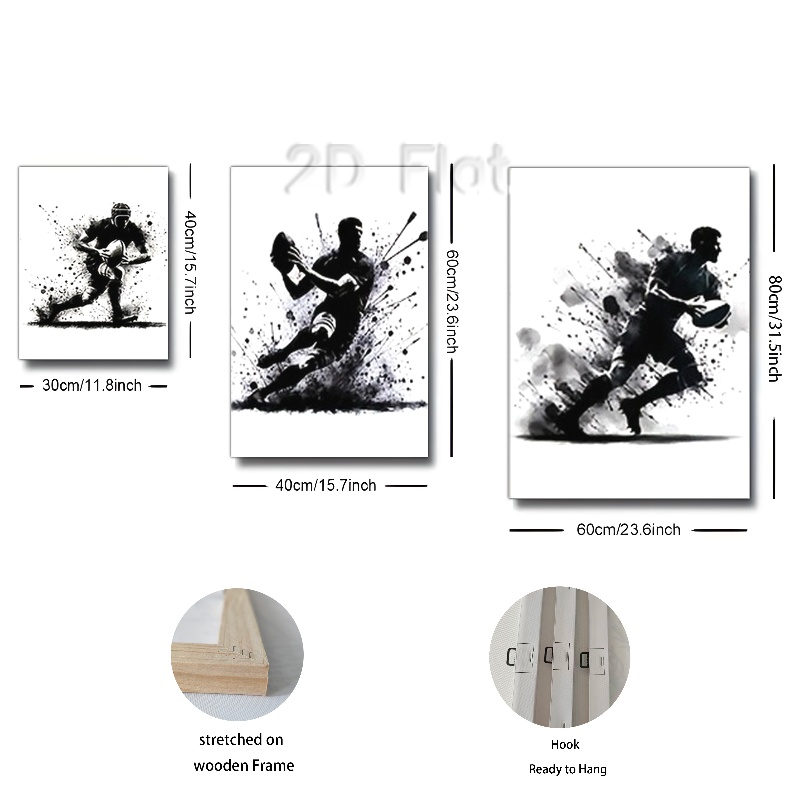 2D Flat
40cm/15.7inch
30cm/11.8inch
60cm/23.6inch
40cm/15.7inch
80cm/31.5inch
60cm/23.6inch
stretched on
wooden Frame
Hook
Ready to Hang